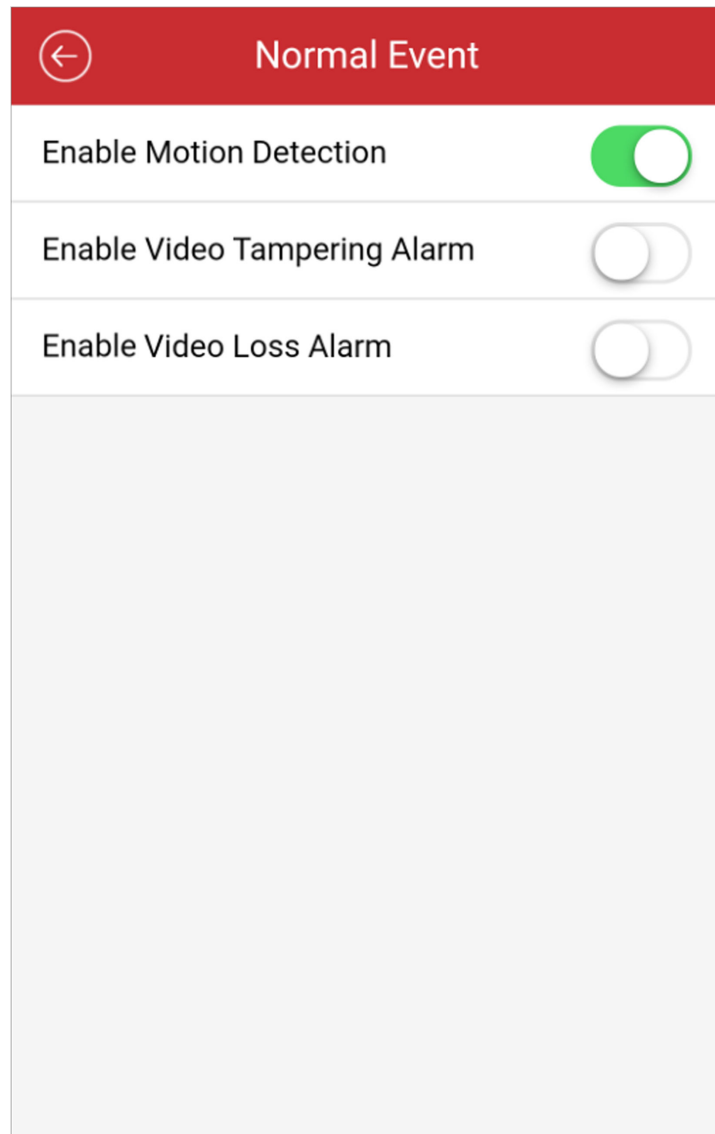 Normal Event
Enable Motion Detection
Enable Video Tampering Alarm
Enable Video Loss Alarm